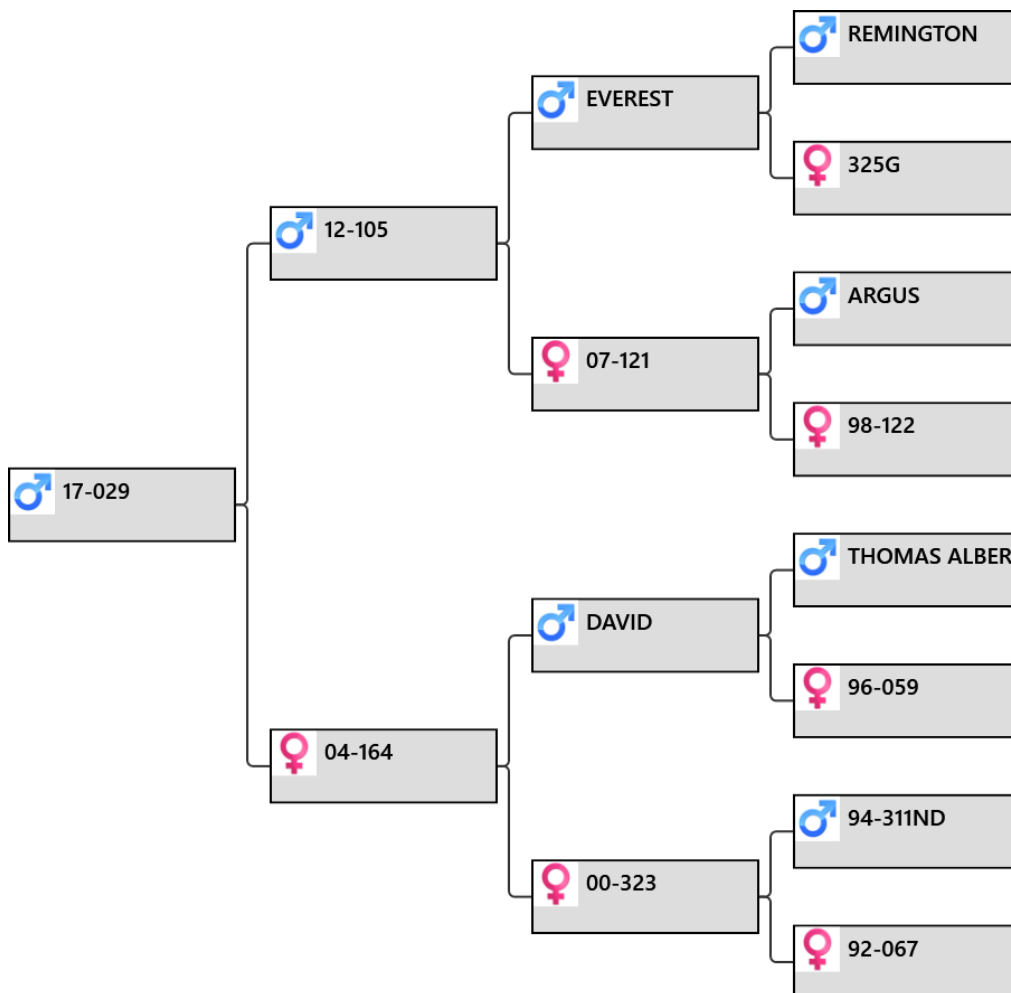 REMINGTON
EVEREST
325G
12-105
ARGUS
07-121
98-122
17-029
THOMAS ALBER
DAVID
96-059
04-164
94-311ND
00-323
92-067